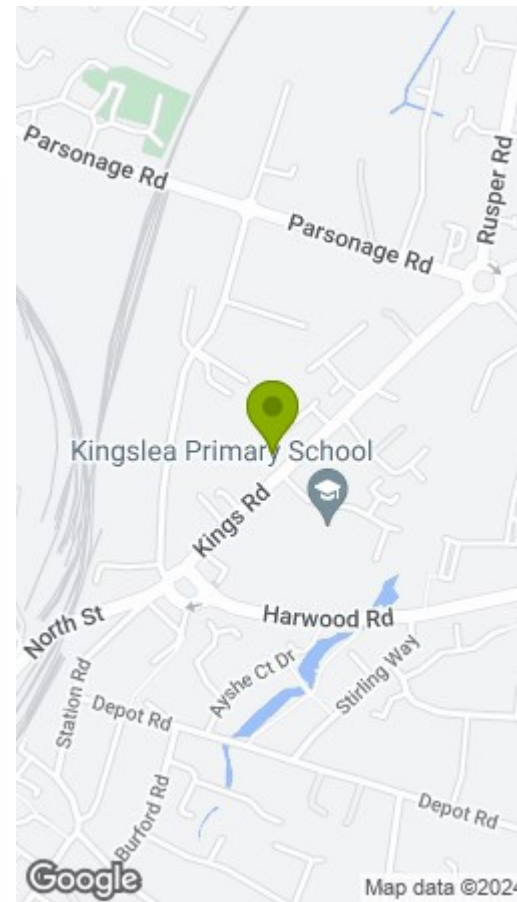 Parsonage Rd
Rusper Rd
Parsonage Rd
Kingslea Primary School
Kings Rd
North St
Harwood Rd
Station Rd
Ayshe Ct Dr
Stirling Way
Depot Rd
Burford Rd
Depot Rd
Google
Map data ©2024